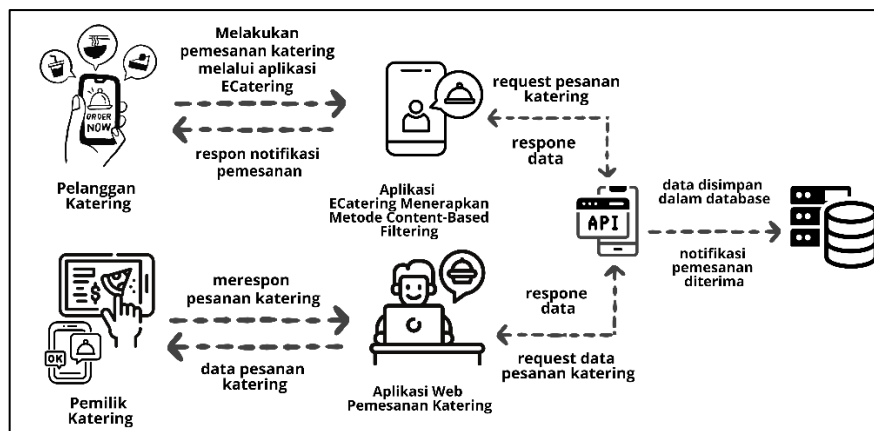 Melakukan
pemesanan katering
melalui aplikasi
ECatering
respon notifikasi
pemesanan
ORDER
NOW
Pelanggan
Katering
Aplikasi
ECatering Menerapkan
Metode Content-Based
Filtering
request pesanan
katering
respone
data
API
data disimpan
dalam database
notifikasi
pemesanan
diterima
merespon
pesanan katering
data pesanan
katering
$
OK
Pemilik
Katering
Aplikasi Web
Pemesanan Katering
respone
data
request data
pesanan katering